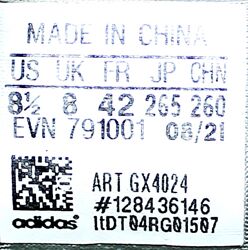 MADE IN CHINA
US UK FR JP CHN
8½ 8 42 265 260
EVN 791001 08/21
ART GX4024
#128436146
adidas ltDT04RG01507